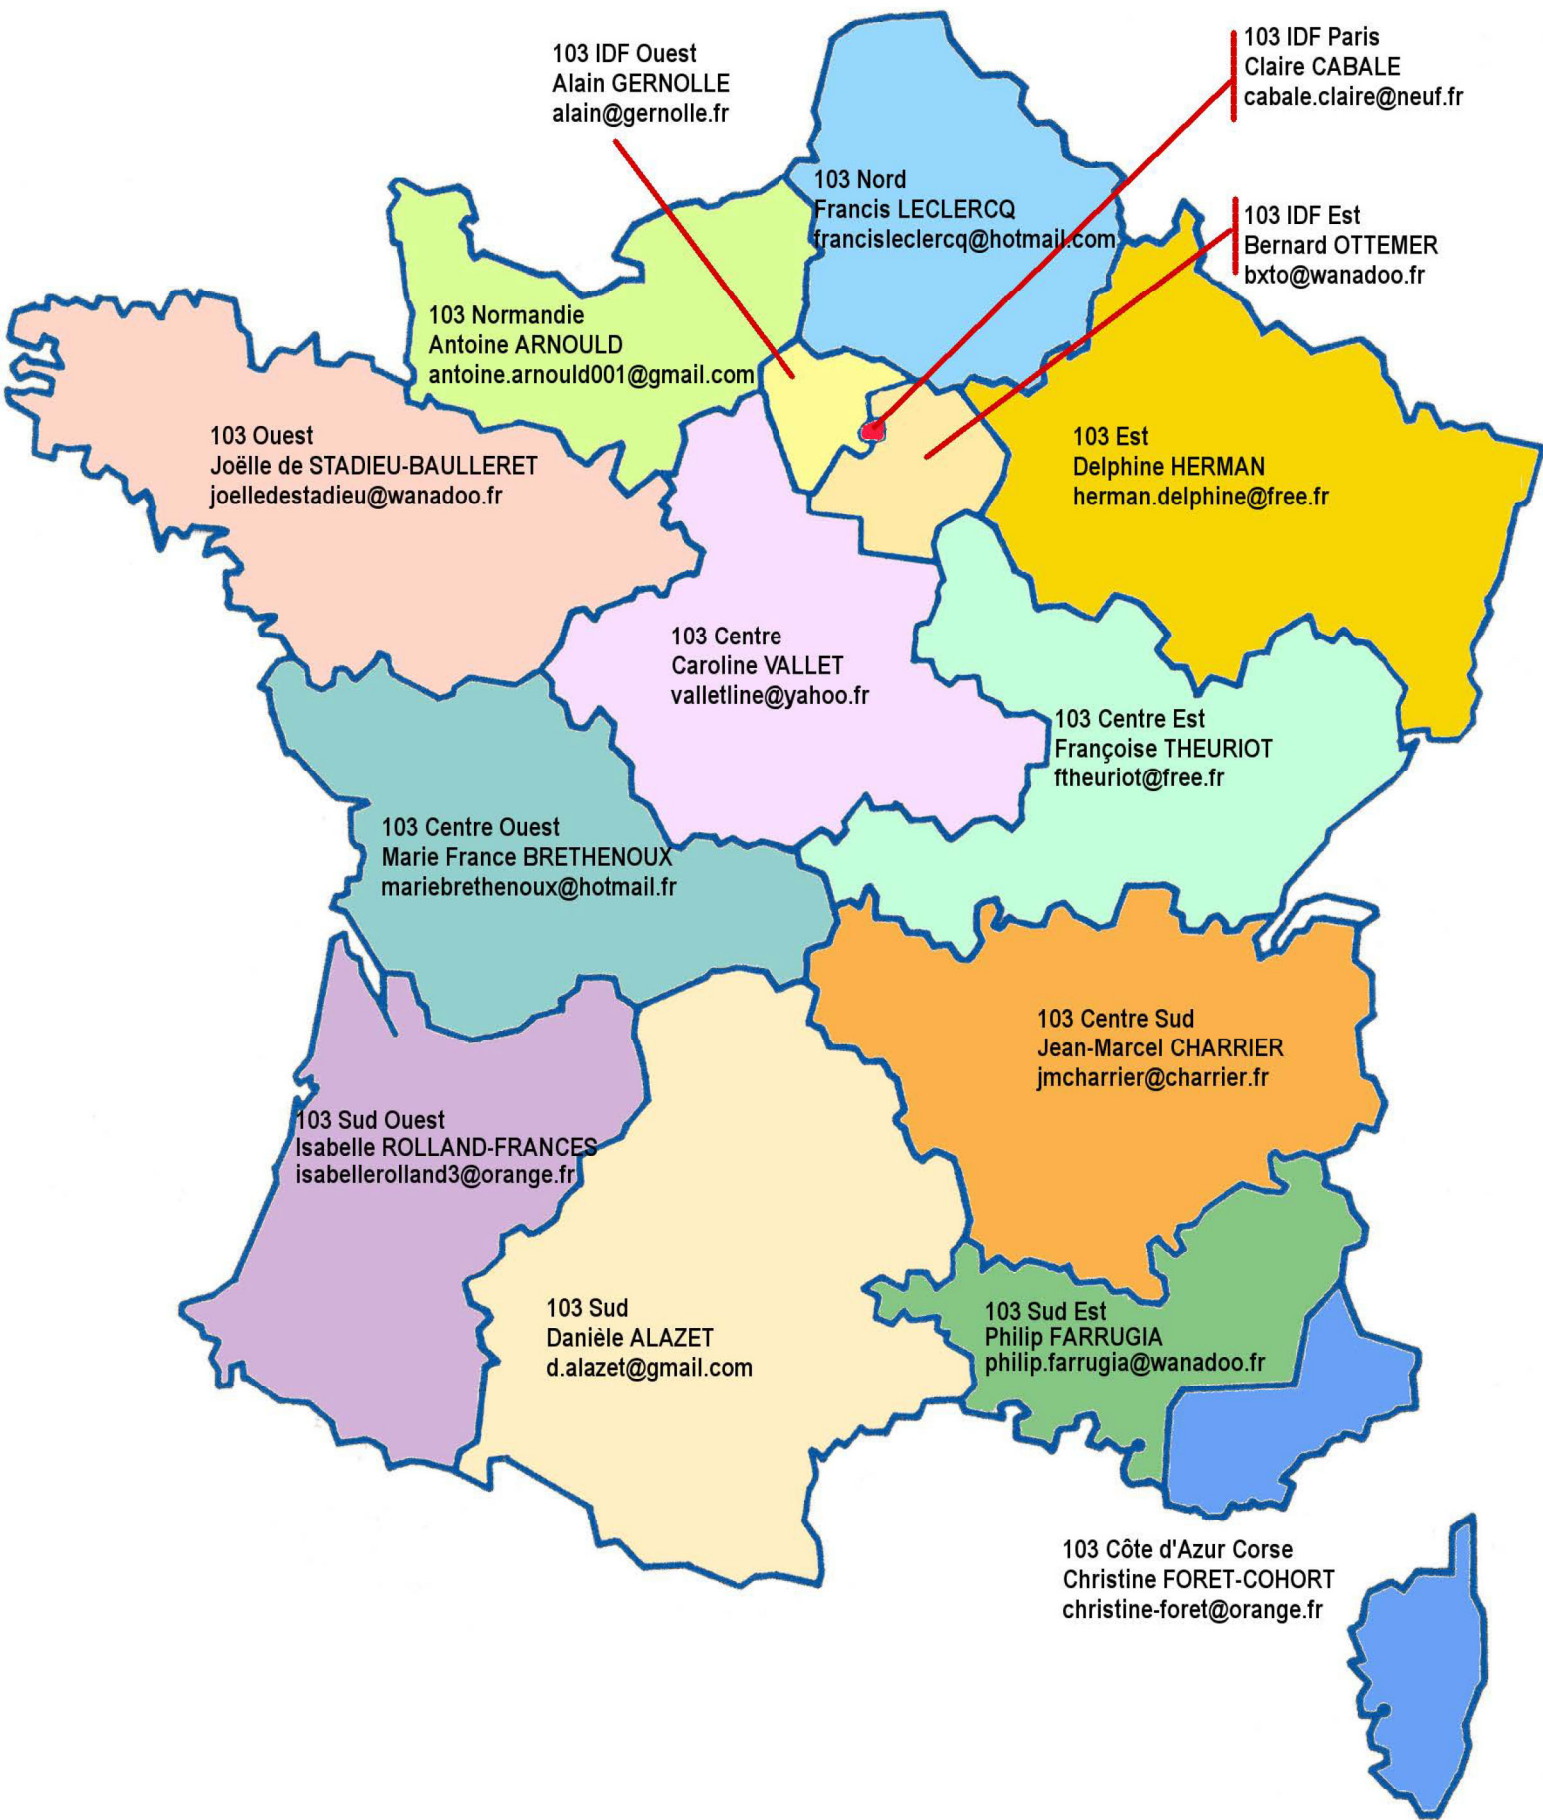 103 IDF Ouest
Alain GERNOLLE
alain@gernolle.fr
103 IDF Paris
Claire CABALE
cabale.claire@neuf.fr
103 Nord
Francis LECLERCQ
francisleclercq@hotmail.com
103 IDF Est
Bernard OTTEMER
bxto@wanadoo.fr
103 Normandie
Antoine ARNOULD
antoine.arnould001@gmail.com
103 Ouest
Joëlle de STADIEU-BAULLERET
joelledestadieu@wanadoo.fr
103 Est
Delphine HERMAN
herman.delphine@free.fr
103 Centre
Caroline VALLET
valletline@yahoo.fr
103 Centre Est
Françoise THEURIOT
ftheuriot@free.fr
103 Centre Ouest
Marie France BRETHENOUX
mariebrethenoux@hotmail.fr
103 Centre Sud
Jean-Marcel CHARRIER
jmcharrier@charrier.fr
103 Sud Ouest
Isabelle ROLLAND-FRANCES
isabellerolland3@orange.fr
103 Sud
Danièle ALAZET
d.alazet@gmail.com
103 Sud Est
Philip FARRUGIA
philip.farrugia@wanadoo.fr
103 Côte d'Azur Corse
Christine FORET-COHORT
christine-foret@orange.fr